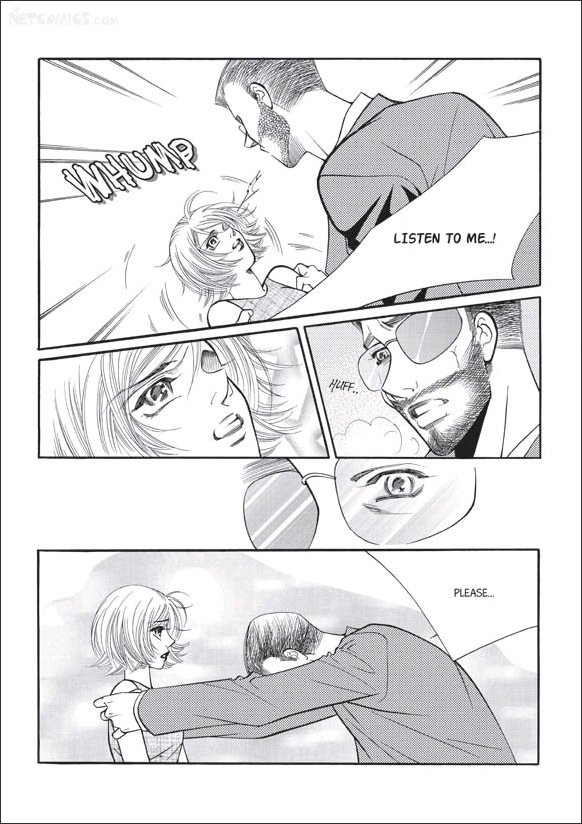 NETCOMICS.COM
WHUMP
LISTEN TO ME...!
HUFF..
PLEASE...